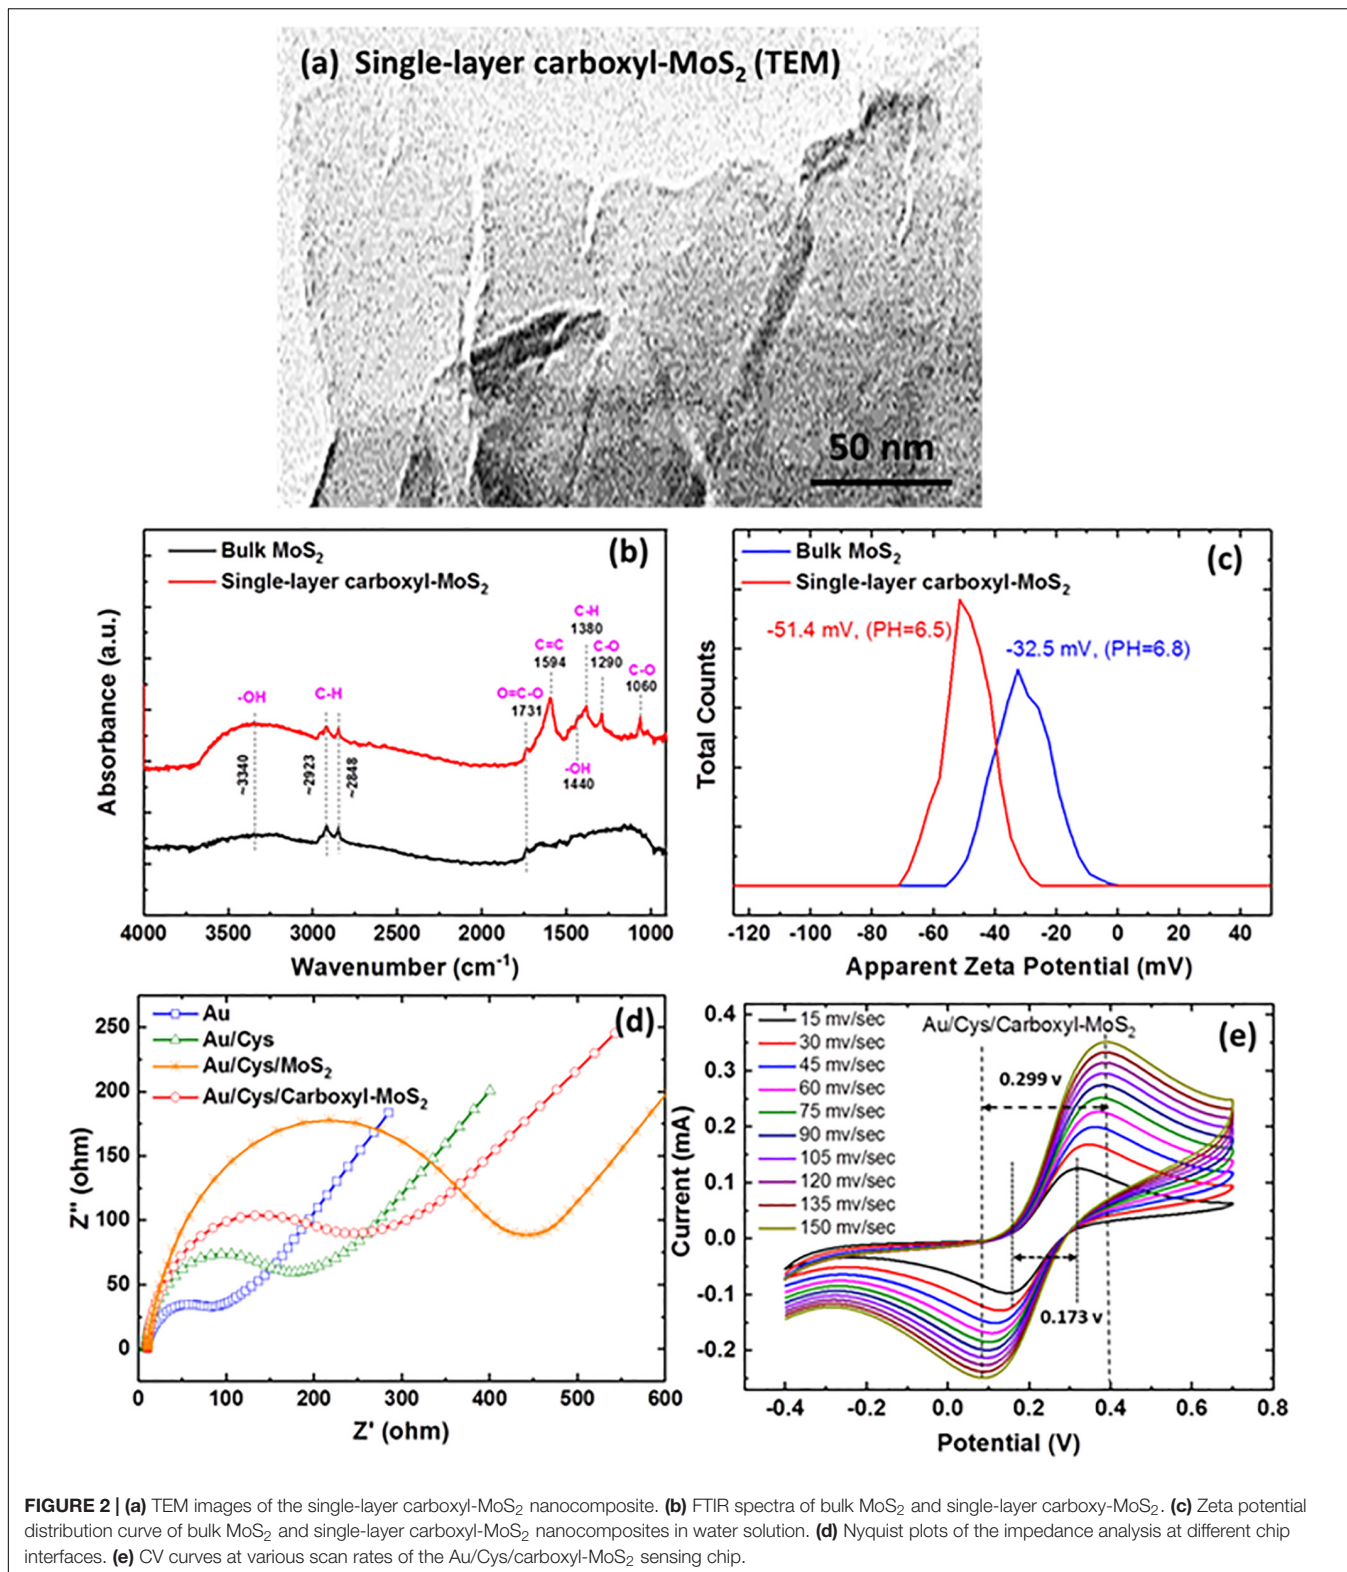 (a) Single-layer carboxyl-MoS₂ (TEM)
50 nm
(b)
Bulk MoS₂
Single-layer carboxyl-MoS₂
C-H
1380
C=C
1594
C-O
1290
C-O
1060
O=C-O
1731
-OH
C-H
~3340
~2923
~2848
-OH
1440
Absorbance (a.u.)
4000 3500 3000 2500 2000 1500 1000
Wavenumber (cm⁻¹)
(c)
Bulk MoS₂
Single-layer carboxyl-MoS₂
-51.4 mV, (PH=6.5)
-32.5 mV, (PH=6.8)
Total Counts
-120 -100 -80 -60 -40 -20 0 20 40
Apparent Zeta Potential (mV)
(d)
Au
Au/Cys
Au/Cys/MoS₂
Au/Cys/Carboxyl-MoS₂
250
200
150
100
50
0
Z'' (ohm)
0 100 200 300 400 500 600
Z' (ohm)
(e)
Au/Cys/Carboxyl-MoS₂
15 mv/sec
30 mv/sec
45 mv/sec
60 mv/sec
75 mv/sec
90 mv/sec
105 mv/sec
120 mv/sec
135 mv/sec
150 mv/sec
0.299 v
0.173 v
0.4
0.3
0.2
0.1
0.0
-0.1
-0.2
Current (mA)
-0.4 -0.2 0.0 0.2 0.4 0.6 0.8
Potential (V)
FIGURE 2 | (a) TEM images of the single-layer carboxyl-MoS₂ nanocomposite. (b) FTIR spectra of bulk MoS₂ and single-layer carboxy-MoS₂. (c) Zeta potential
distribution curve of bulk MoS₂ and single-layer carboxyl-MoS₂ nanocomposites in water solution. (d) Nyquist plots of the impedance analysis at different chip
interfaces. (e) CV curves at various scan rates of the Au/Cys/carboxyl-MoS₂ sensing chip.